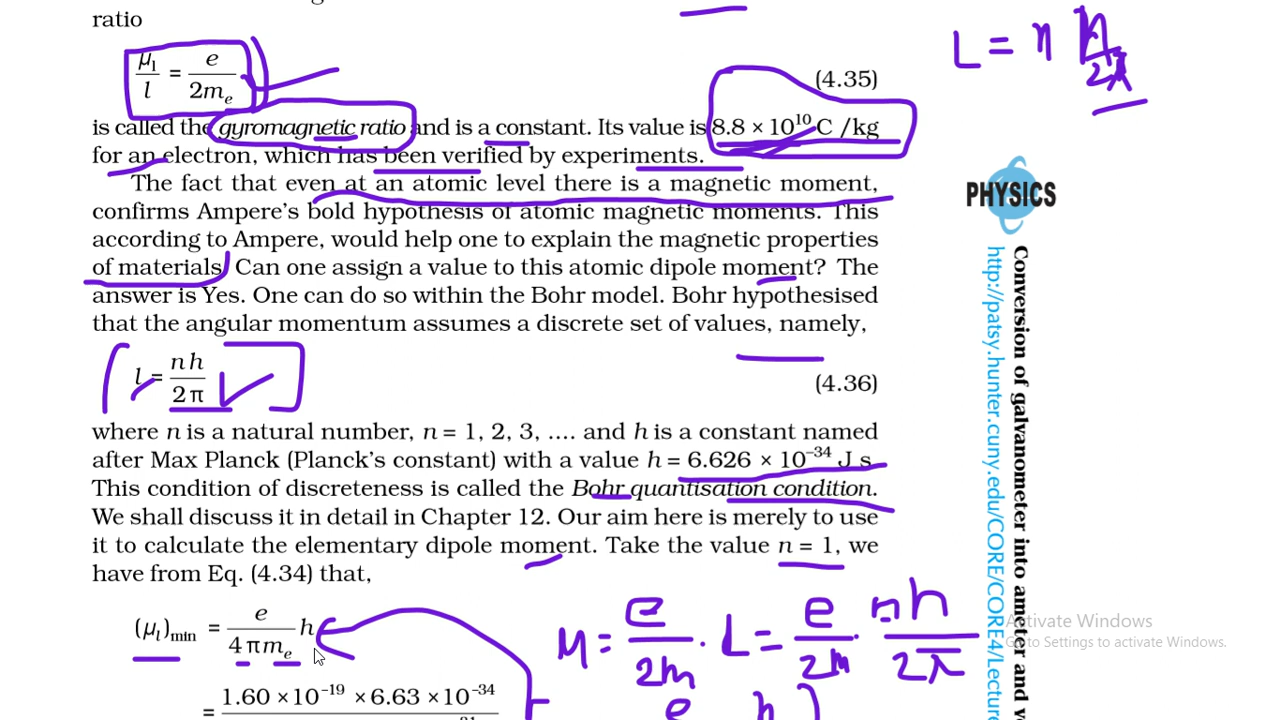 ratio
μl/l = e/2me
(4.35)
is called the gyromagnetic ratio and is a constant. Its value is 8.8 × 10^10 C /kg
for an electron, which has been verified by experiments.
The fact that even at an atomic level there is a magnetic moment,
confirms Ampere's bold hypothesis of atomic magnetic moments. This
according to Ampere, would help one to explain the magnetic properties
of materials. Can one assign a value to this atomic dipole moment? The
answer is Yes. One can do so within the Bohr model. Bohr hypothesised
that the angular momentum assumes a discrete set of values, namely,
l = nh/2π
(4.36)
where n is a natural number, n = 1, 2, 3, .... and h is a constant named
after Max Planck (Planck's constant) with a value h = 6.626 × 10^–34 J s.
This condition of discreteness is called the Bohr quantisation condition.
We shall discuss it in detail in Chapter 12. Our aim here is merely to use
it to calculate the elementary dipole moment. Take the value n = 1, we
have from Eq. (4.34) that,
(μl)min = e/4πme h
= 1.60 ×10^–19 × 6.63 ×10^–34
L = n h/2π
M = e/2m . L = e/2m nh/2π
e h
PHYSICS
Conversion of galvanometer into ameter and
http://patsy.hunter.cuny.edu/CORE/CORE4/Lecture
Activate Windows
Go to Settings to activate Windows.